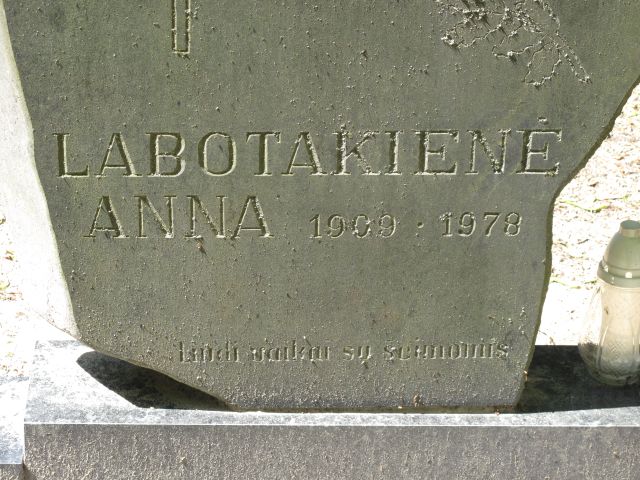 LABOTAKIENĖ
ANNA 1909 · 1978
liūdi vaikai su šeimomis